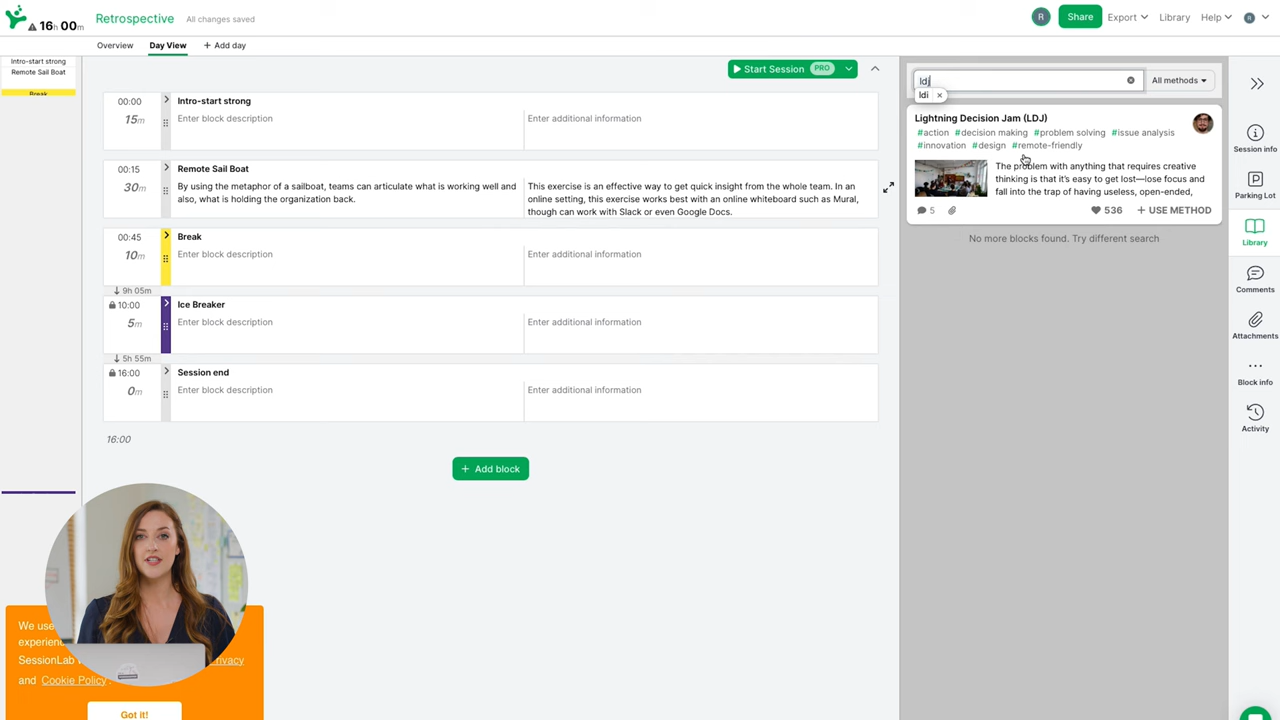 16h 00m
Retrospective
All changes saved
R
Share
Export
Library
Help
R
Overview
Day View
+ Add day
Intro-start strong
Remote Sail Boat
Break
Start Session PRO
00:00
15m
Intro-start strong
Enter block description
Enter additional information
00:15
30m
Remote Sail Boat
By using the metaphor of a sailboat, teams can articulate what is working well and
also, what is holding the organization back.
This exercise is an effective way to get quick insight from the whole team. In an
online setting, this exercise works best with an online whiteboard such as Mural,
though can work with Slack or even Google Docs.
00:45
10m
Break
Enter block description
Enter additional information
↓ 9h 05m
10:00
5m
Ice Breaker
Enter block description
Enter additional information
↓ 5h 55m
16:00
0m
Session end
Enter block description
Enter additional information
16:00
+ Add block
ldj
All methods
ldj ×
Lightning Decision Jam (LDJ)
#action #decision making #problem solving #issue analysis
#innovation #design #remote-friendly
The problem with anything that requires creative
thinking is that it's easy to get lost—lose focus and
fall into the trap of having useless, open-ended,
5
536
+ USE METHOD
No more blocks found. Try different search
Session info
Parking Lot
Library
Comments
Attachments
Block info
Activity
We use
SessionLab
and Cookie Policy
Got it!